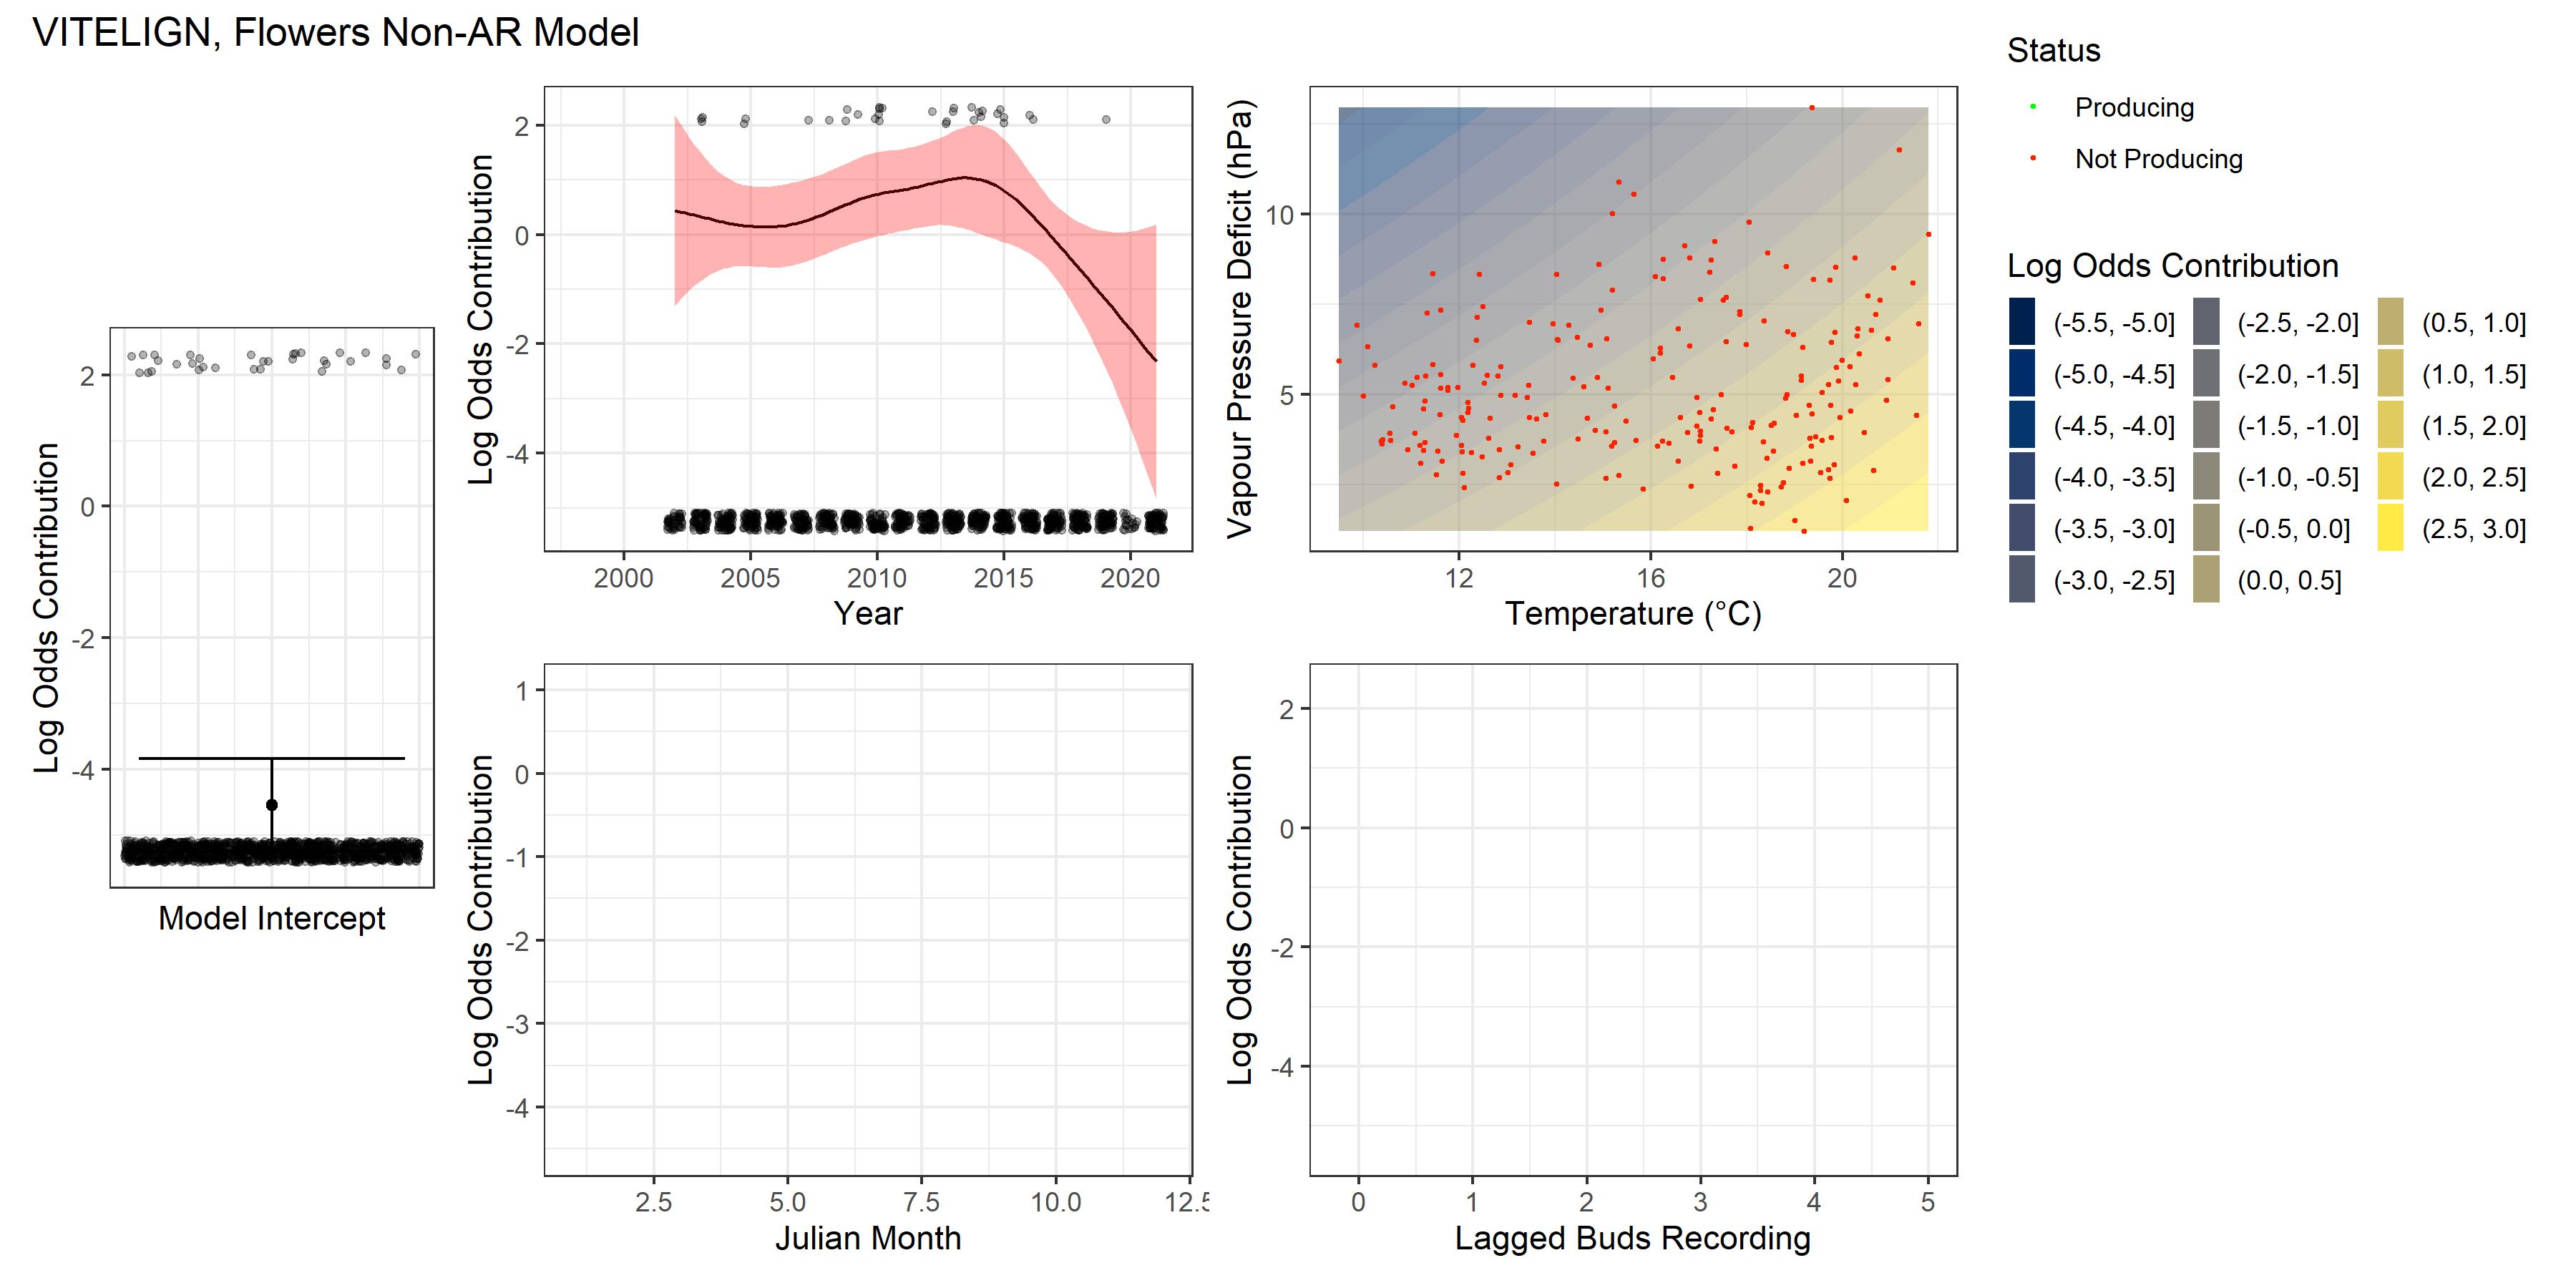 VITELIGN, Flowers Non-AR Model
Log Odds Contribution
2
0
-2
-4
Model Intercept
Log Odds Contribution
2
0
-2
-4
2000 2005 2010 2015 2020
Year
Vapour Pressure Deficit (hPa)
10
5
12 16 20
Temperature (°C)
Status
Producing
Not Producing
Log Odds Contribution
(-5.5, -5.0] (-2.5, -2.0] (0.5, 1.0]
(-5.0, -4.5] (-2.0, -1.5] (1.0, 1.5]
(-4.5, -4.0] (-1.5, -1.0] (1.5, 2.0]
(-4.0, -3.5] (-1.0, -0.5] (2.0, 2.5]
(-3.5, -3.0] (-0.5, 0.0] (2.5, 3.0]
(-3.0, -2.5] (0.0, 0.5]
Log Odds Contribution
1
0
-1
-2
-3
-4
2.5 5.0 7.5 10.0 12.5
Julian Month
Log Odds Contribution
2
0
-2
-4
0 1 2 3 4 5
Lagged Buds Recording